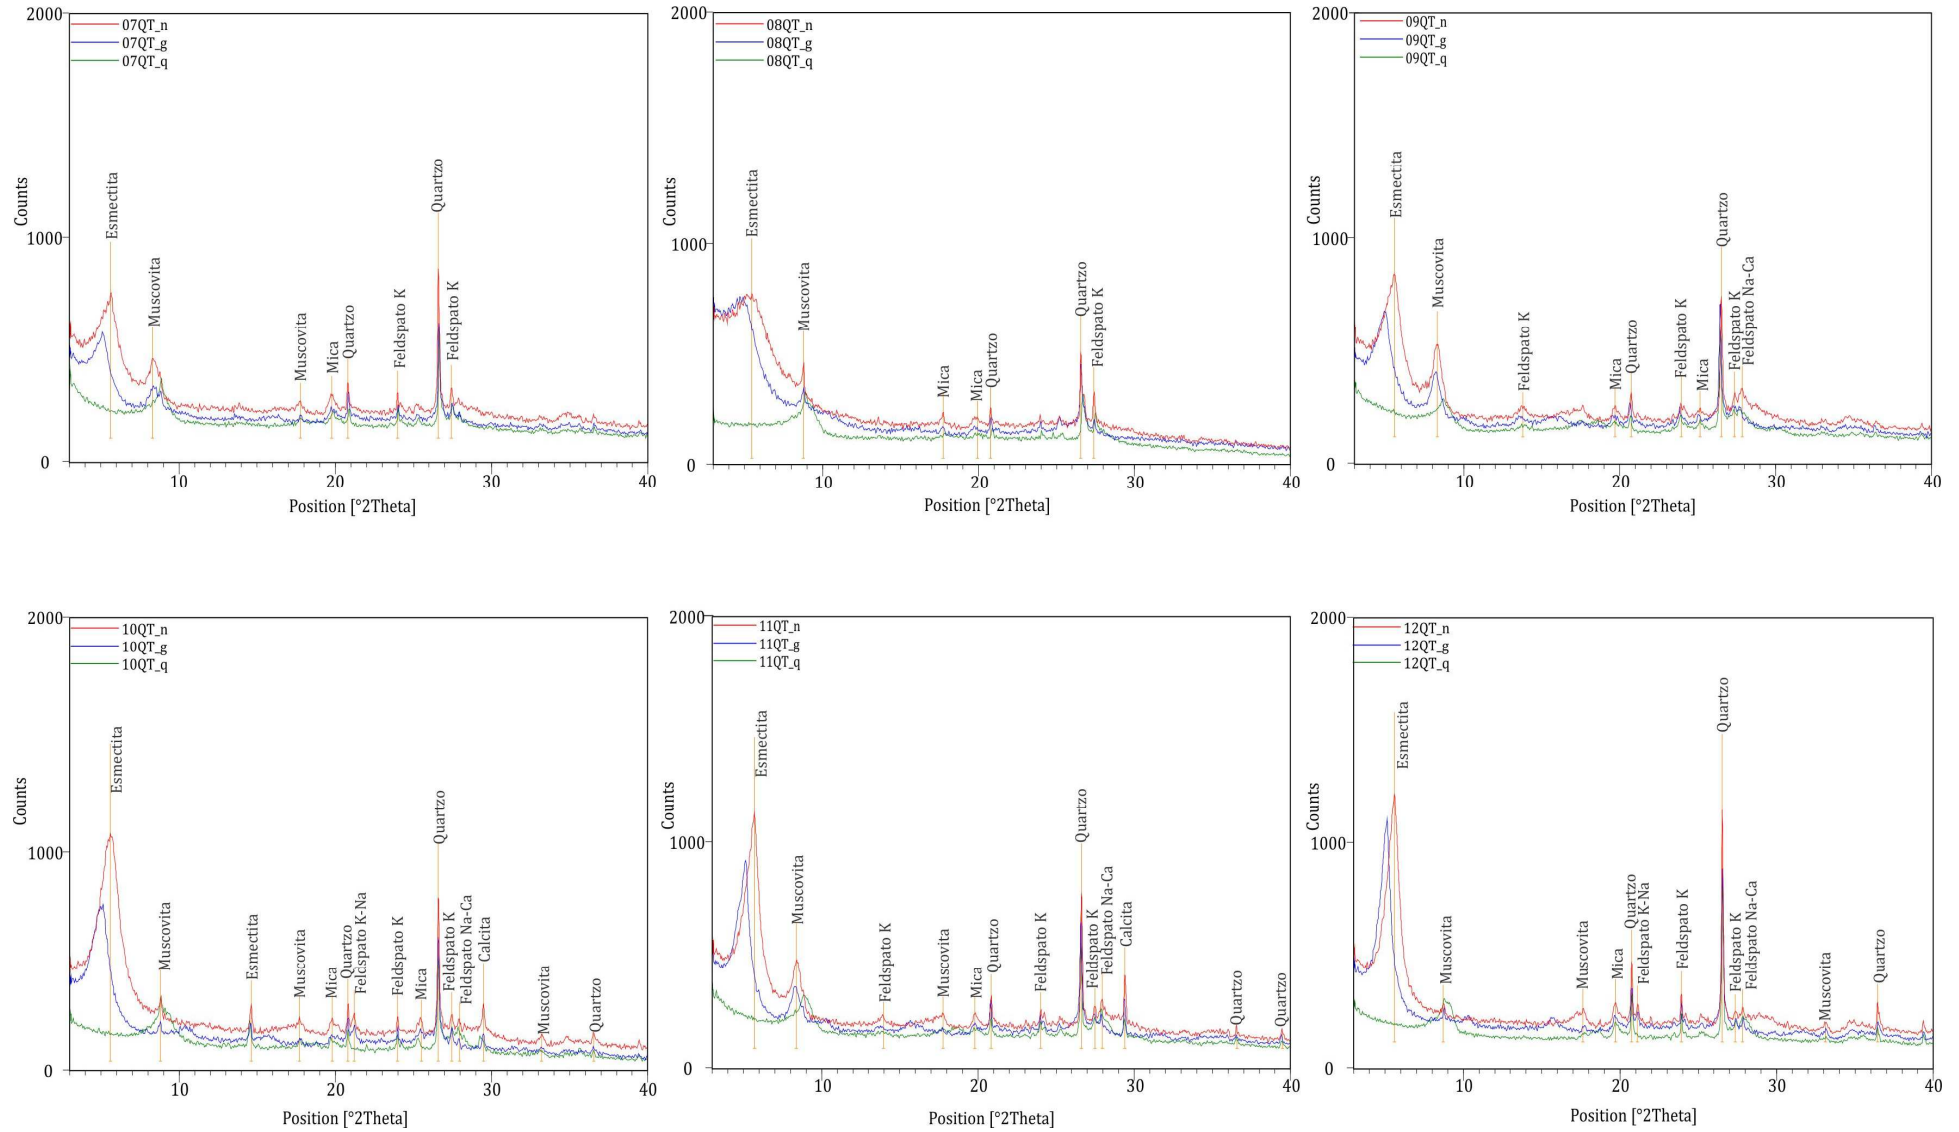 2000
07QT_n
07QT_g
07QT_q
Counts
1000
0
Esmectita
Muscovita
Muscovita
Mica
Quartzo
Feldspato K
Quartzo
Feldspato K
10
20
30
40
Position [°2Theta]
2000
08QT_n
08QT_g
08QT_q
Counts
1000
0
Esmectita
Muscovita
Mica
Mica
Quartzo
Quartzo
Feldspato K
10
20
30
40
Position [°2Theta]
2000
09QT_n
09QT_g
09QT_q
Counts
1000
0
Esmectita
Muscovita
Feldspato K
Mica
Quartzo
Feldspato K
Mica
Quartzo
Feldspato K
Feldspato Na-Ca
10
20
30
40
Position [°2Theta]
2000
10QT_n
10QT_g
10QT_q
Counts
1000
0
Esmectita
Muscovita
Esmectita
Muscovita
Mica
Quartzo
Feldspato K-Na
Feldspato K
Mica
Quartzo
Feldspato K
Feldspato Na-Ca
Calcita
Muscovita
Quartzo
10
20
30
40
Position [°2Theta]
2000
11QT_n
11QT_g
11QT_q
Counts
1000
0
Esmectita
Muscovita
Feldspato K
Muscovita
Mica
Quartzo
Feldspato K
Quartzo
Feldspato K
Feldspato Na-Ca
Calcita
Quartzo
Quartzo
10
20
30
40
Position [°2Theta]
2000
12QT_n
12QT_g
12QT_q
Counts
1000
0
Esmectita
Muscovita
Muscovita
Mica
Quartzo
Feldspato K-Na
Feldspato K
Quartzo
Feldspato K
Feldspato Na-Ca
Muscovita
Quartzo
10
20
30
40
Position [°2Theta]